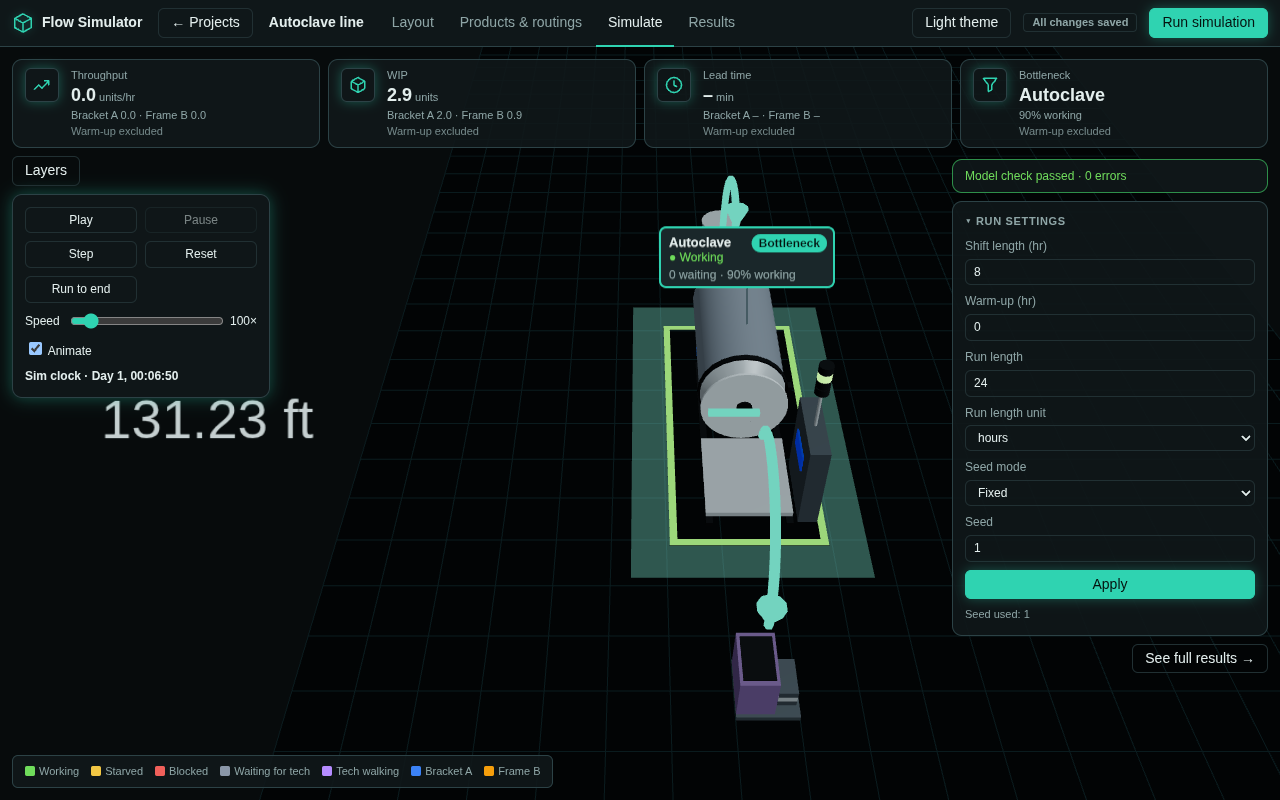 Flow Simulator
← Projects
Autoclave line
Layout
Products & routings
Simulate
Results
Light theme
All changes saved
Run simulation
Throughput
0.0 units/hr
Bracket A 0.0 · Frame B 0.0
Warm-up excluded
WIP
2.9 units
Bracket A 2.0 · Frame B 0.9
Warm-up excluded
Lead time
– min
Bracket A – · Frame B –
Warm-up excluded
Bottleneck
Autoclave
90% working
Warm-up excluded
Layers
Play
Pause
Step
Reset
Run to end
Speed
100×
Animate
Sim clock · Day 1, 00:06:50
131.23 ft
Autoclave
Bottleneck
● Working
0 waiting · 90% working
Model check passed · 0 errors
▾ RUN SETTINGS
Shift length (hr)
8
Warm-up (hr)
0
Run length
24
Run length unit
hours
Seed mode
Fixed
Seed
1
Apply
Seed used: 1
See full results →
Working
Starved
Blocked
Waiting for tech
Tech walking
Bracket A
Frame B